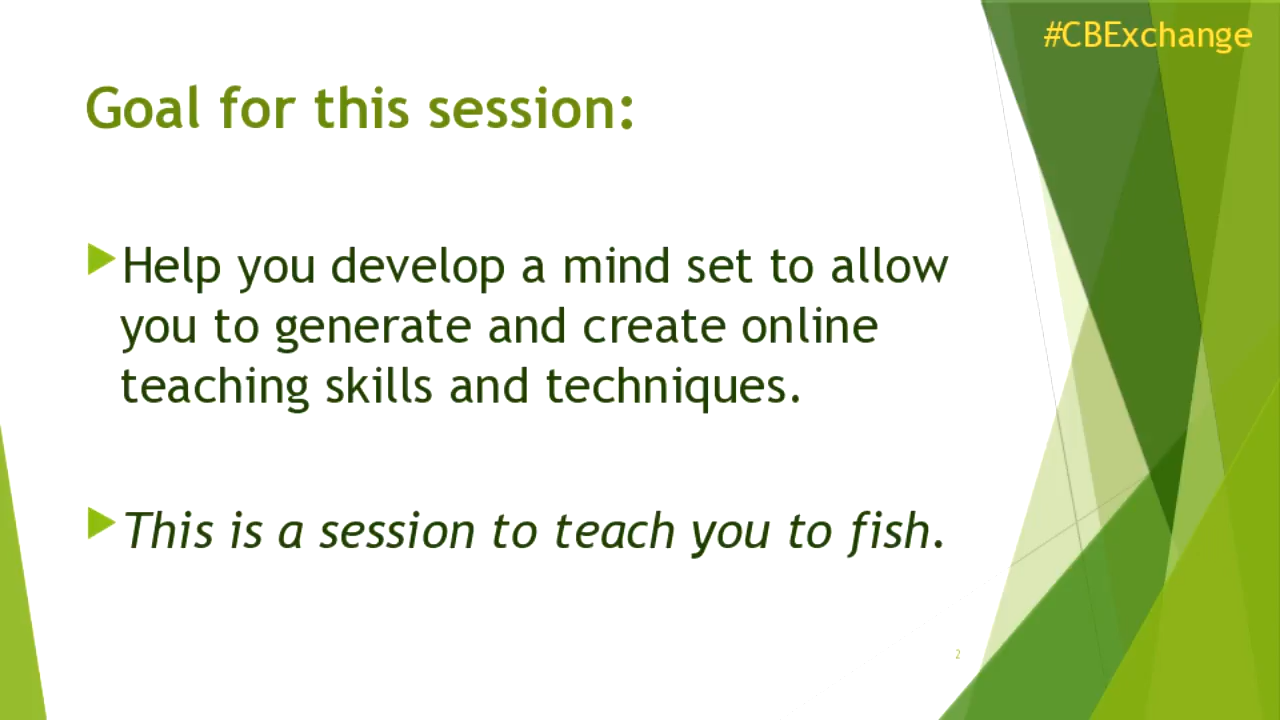 #CBExchange
Goal for this session:
Help you develop a mind set to allow
you to generate and create online
teaching skills and techniques.
This is a session to teach you to fish.
2